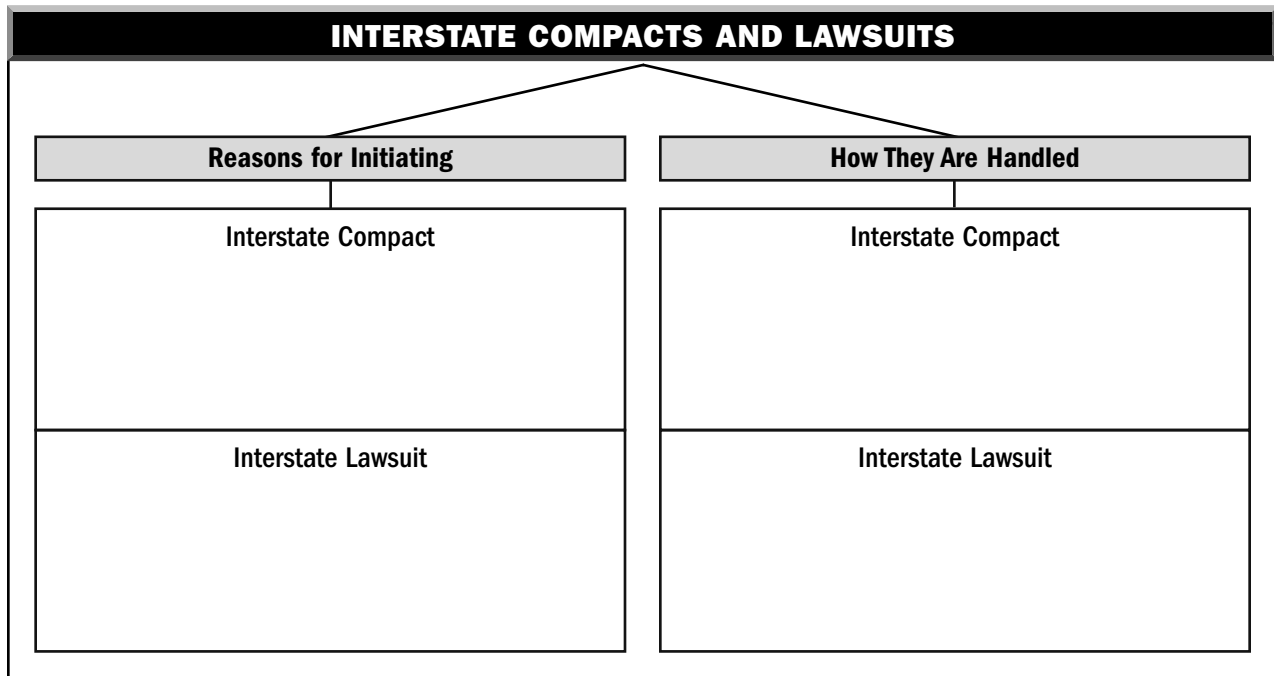 INTERSTATE COMPACTS AND LAWSUITS
Reasons for Initiating
How They Are Handled
Interstate Compact
Interstate Compact
Interstate Lawsuit
Interstate Lawsuit